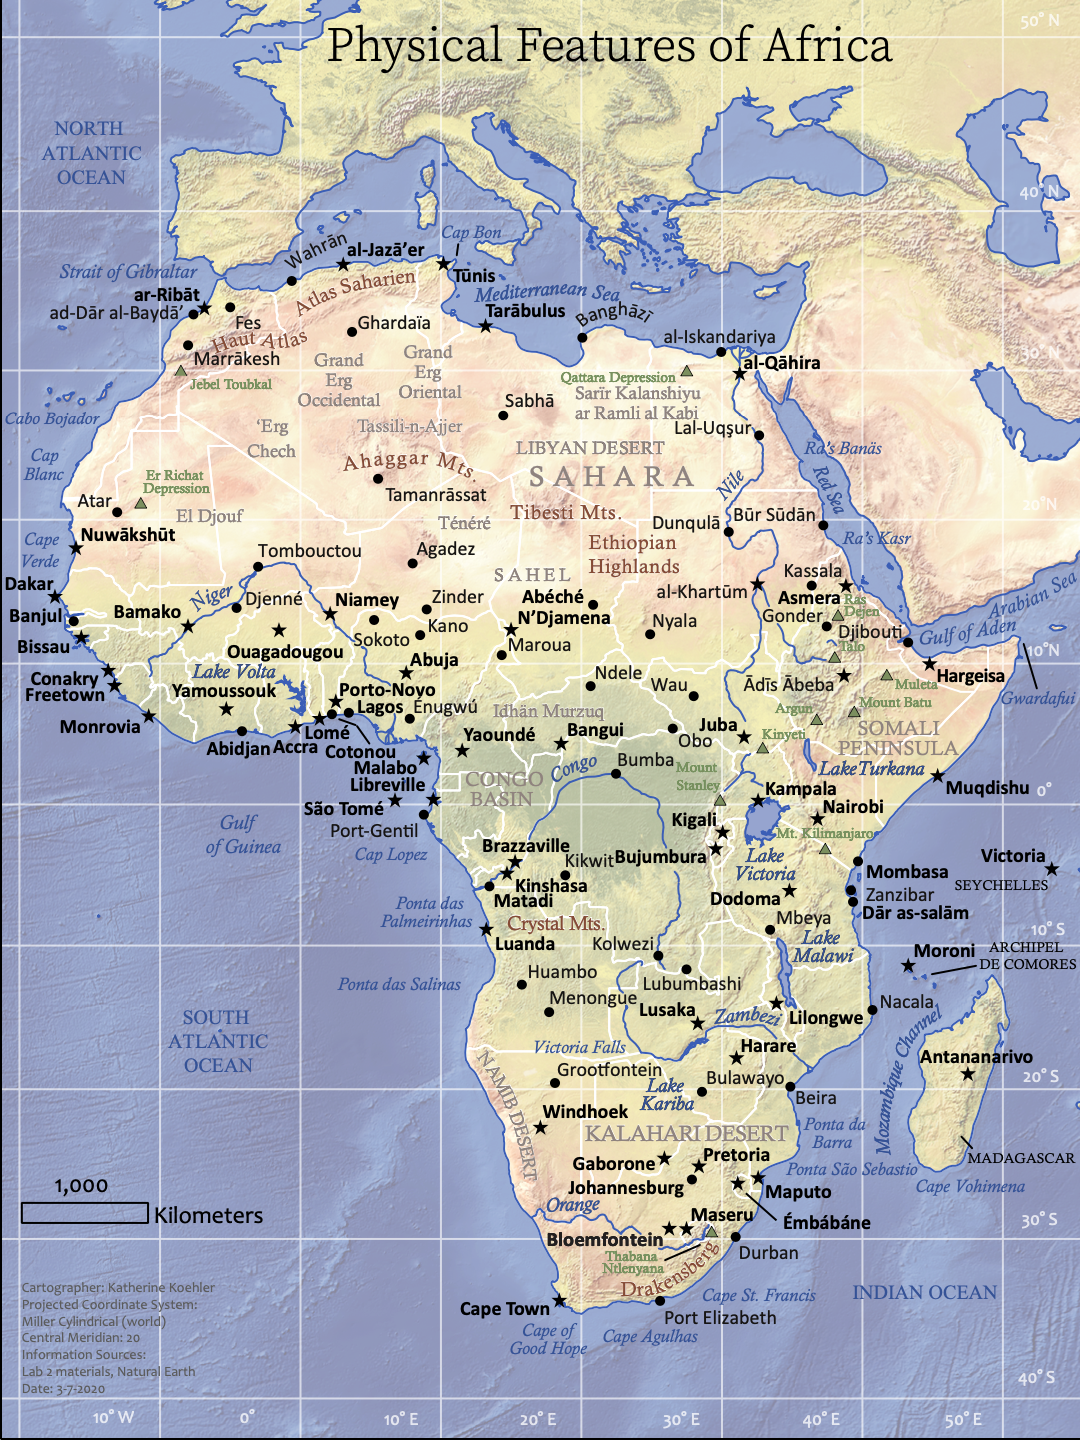 Physical Features of Africa
50° N
NORTH
ATLANTIC
OCEAN
40° N
Cap Bon
Wahrān
al-Jazā'er
Strait of Gibraltar
Tūnis
ar-Ribāt
Atlas Saharien
Mediterranean Sea
ad-Dār al-Baydā'
Fes
Ghardaïa
Tarābulus
Banghāzī
Haut Atlas
al-Iskandariya
Marrākesh
Grand
Erg
Occidental
Grand
Erg
Oriental
30° N
al-Qāhira
Jebel Toubkal
Qattara Depression
Sarīr Kalanshiyu
ar Ramli al Kabi
Sabhā
Cabo Bojador
'Erg
Chech
Tassili-n-Ajjer
Lal-Uqşur
Cap
Blanc
LIBYAN DESERT
Ra's Banäs
Ahaggar Mts.
SAHARA
Er Richat
Depression
Nile
Red Sea
Atar
Tamanrāssat
20° N
El Djouf
Ténéré
Tibesti Mts.
Dunqulā
Būr Sūdān
Cape
Verde
Nuwākshūt
Ethiopian
Highlands
Ra's Kasr
Tombouctou
Agadez
SAHEL
Kassala
Arabian Sea
Dakar
Niger
Djenné
Niamey
Zinder
Abéché
al-Khartūm
Asmera
Ras
Dejen
Banjul
Bamako
Kano
N'Djamena
Nyala
Gonder
Djibouti
Gulf of Aden
Bissau
Sokoto
Maroua
Talo
10° N
Ouagadougou
Abuja
Lake Volta
Ndele
Wau
Ādīs Ābeba
Hargeisa
Muleta
Gwardafui
Conakry
Freetown
Yamoussouk
Porto-Noyo
Lagos
Enugwú
Idhän Murzuq
Argun
Mount Batu
Monrovia
Abidjan
Accra
Lomé
Cotonou
Yaoundé
Bangui
Obo
Juba
Kinyeti
SOMALI
PENINSULA
Malabo
Congo
Bumba
Mount
Stanley
LakeTurkana
Libreville
CONGO
BASIN
Kampala
Muqdishu
0°
São Tomé
Nairobi
Port-Gentil
Kigali
Gulf
of Guinea
Mt. Kilimanjaro
Cap Lopez
Brazzaville
Kikwit
Bujumbura
Lake
Victoria
Victoria
SEYCHELLES
Kinshasa
Mombasa
Matadi
Dodoma
Zanzibar
Ponta das
Palmeirinhas
Dār as-salām
Crystal Mts.
Mbeya
10° S
Luanda
Kolwezi
Lake
Malawi
Moroni
ARCHIPEL
DE COMORES
Huambo
Lubumbashi
Ponta das Salinas
Menongue
Nacala
Lusaka
Zambezi
Lilongwe
SOUTH
ATLANTIC
OCEAN
Mozambique Channel
Victoria Falls
Harare
Antananarivo
Grootfontein
Bulawayo
20° S
Lake
Kariba
Beira
NAMIB DESERT
Windhoek
KALAHARI DESERT
Ponta da
Barra
Pretoria
MADAGASCAR
Gaborone
Ponta São Sebastio
Johannesburg
Maputo
Cape Vohimena
1,000
Kilometers
Orange
Maseru
Émbábáne
30° S
Bloemfontein
Thabana
Ntlenyana
Durban
Drakensberg
INDIAN OCEAN
Cape St. Francis
Cape Town
Port Elizabeth
Cape of
Good Hope
Cape Agulhas
40° S
Cartographer: Katherine Koehler
Projected Coordinate System:
Miller Cylindrical (world)
Central Meridian: 20
Information Sources:
Lab 2 materials, Natural Earth
Date: 3-7-2020
10° W
0°
10° E
20° E
30° E
40° E
50° E